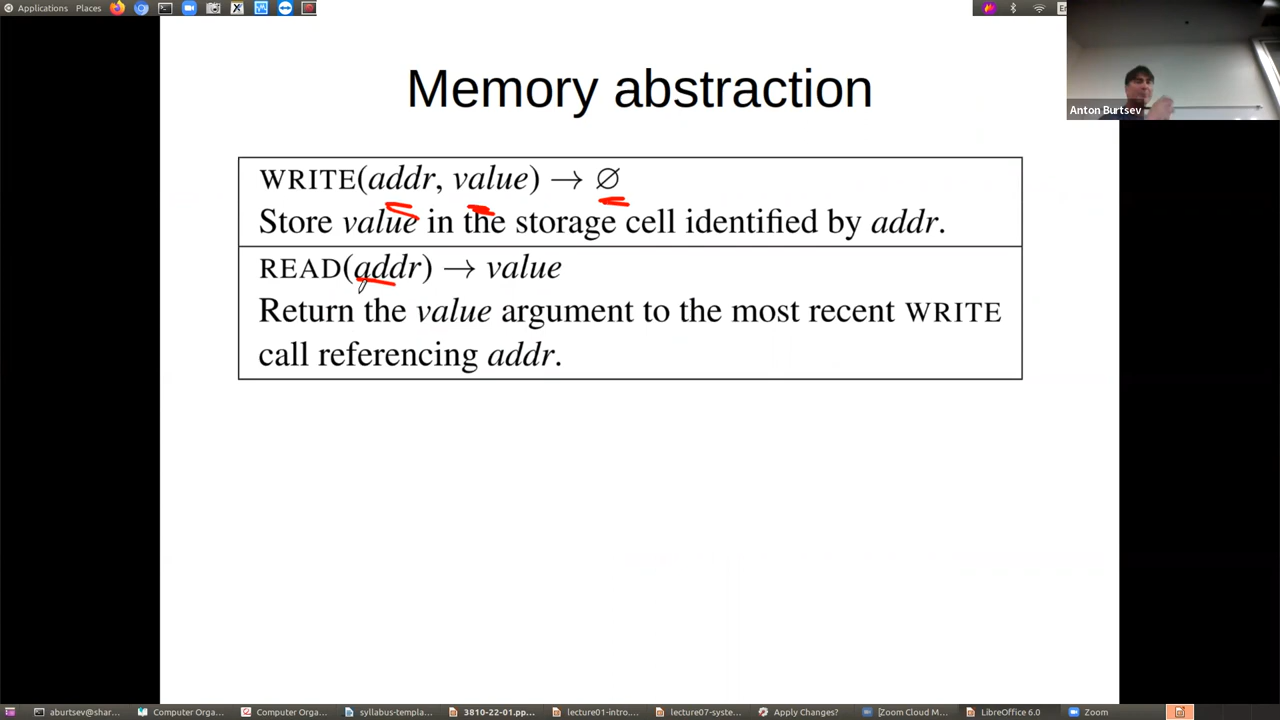 Applications Places En
Anton Burtsev
Memory abstraction
WRITE(addr, value) → ∅
Store value in the storage cell identified by addr.
READ(addr) → value
Return the value argument to the most recent WRITE
call referencing addr.
aburtsev@shar... Computer Orga... Computer Orga... syllabus-templa... 3810-22-01.pp... lecture01-intro.... lecture07-syste... Apply Changes? [Zoom Cloud M... LibreOffice 6.0 Zoom